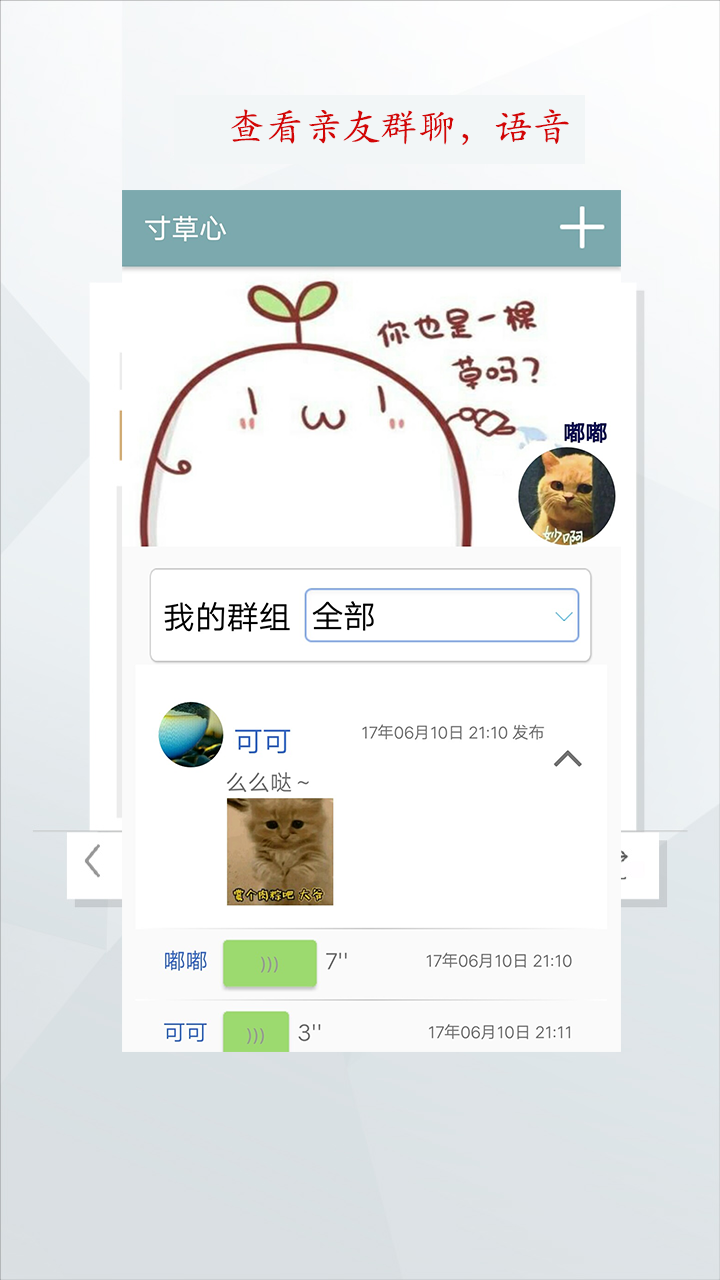 查看亲友群聊，语音
寸草心
你也是一棵
草吗？
嘟嘟
妙啊
我的群组 全部
可可 17年06月10日 21:10 发布
么么哒～
赏个肉粽吧 大爷
嘟嘟 ))) 7'' 17年06月10日 21:10
可可 ))) 3'' 17年06月10日 21:11